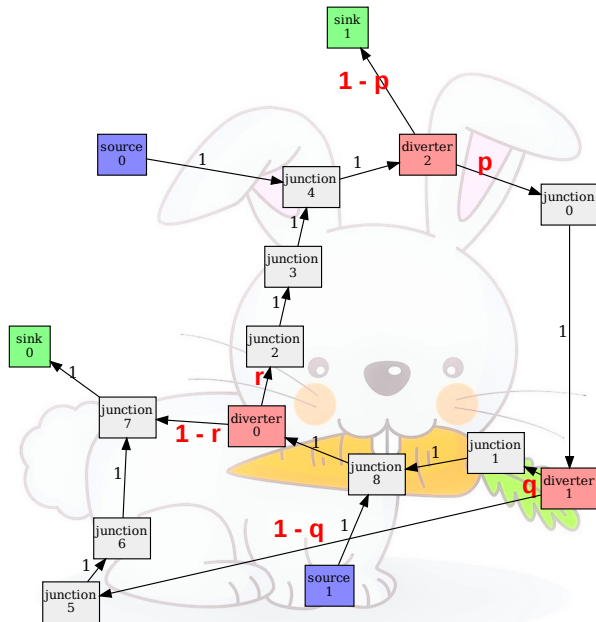 sink
1
1 - p
source
0
1
1
diverter
2
p
junction
4
junction
0
1
junction
3
1
1
sink
0
junction
2
1
r
junction
7
diverter
0
1 - r
1
junction
1
1
junction
8
1
q
diverter
1
1 - q
1
junction
6
1
source
1
junction
5